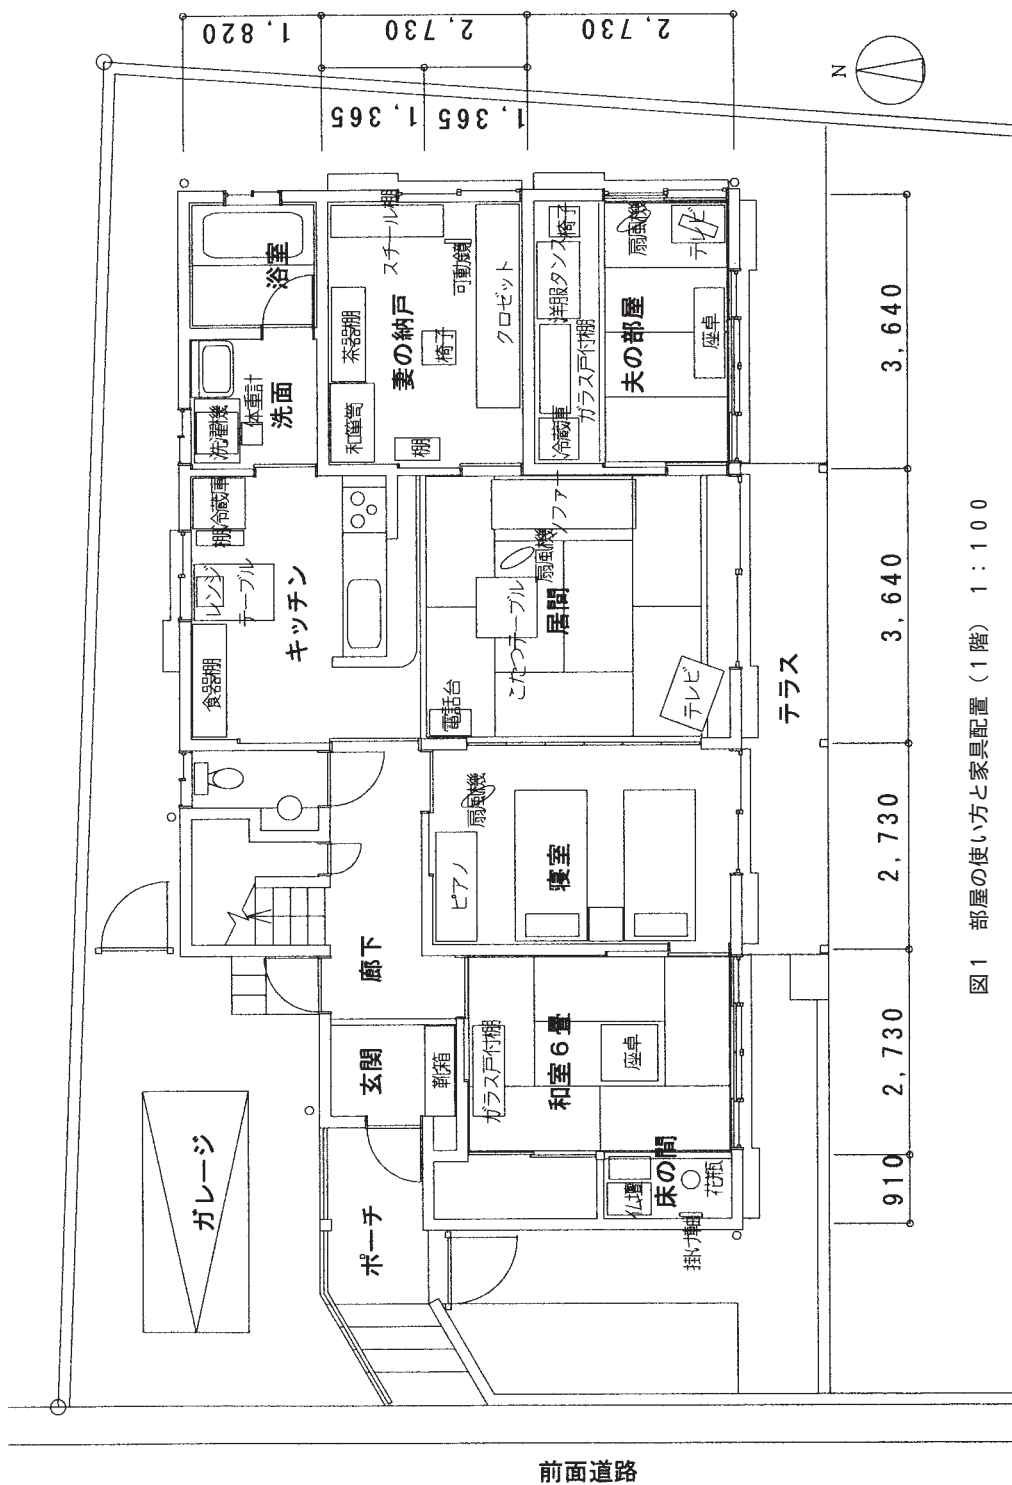 1,820
2,730
2,730
1,365
1,365
N
浴室
スチール棚
可動鏡
茶器棚
妻の納戸
椅子
クロゼット
和箪笥
棚
洗面
体重計
洗濯機
椅子
洋服タンス
ガラス戸付棚
冷蔵庫
扇風機
テレビ
夫の部屋
座卓
冷蔵庫
棚
レンジ
テーブル
キッチン
食器棚
ソファー
扇風機
居間
こたつテーブル
電話台
テレビ
テラス
扇風機
ピアノ
寝室
廊下
玄関
靴箱
ガラス戸付棚
和室6畳
座卓
床の間
仏壇
花瓶
掛け軸
ポーチ
ガレージ
3,640
3,640
2,730
2,730
910
図1 部屋の使い方と家具配置(1階) 1:100
前面道路